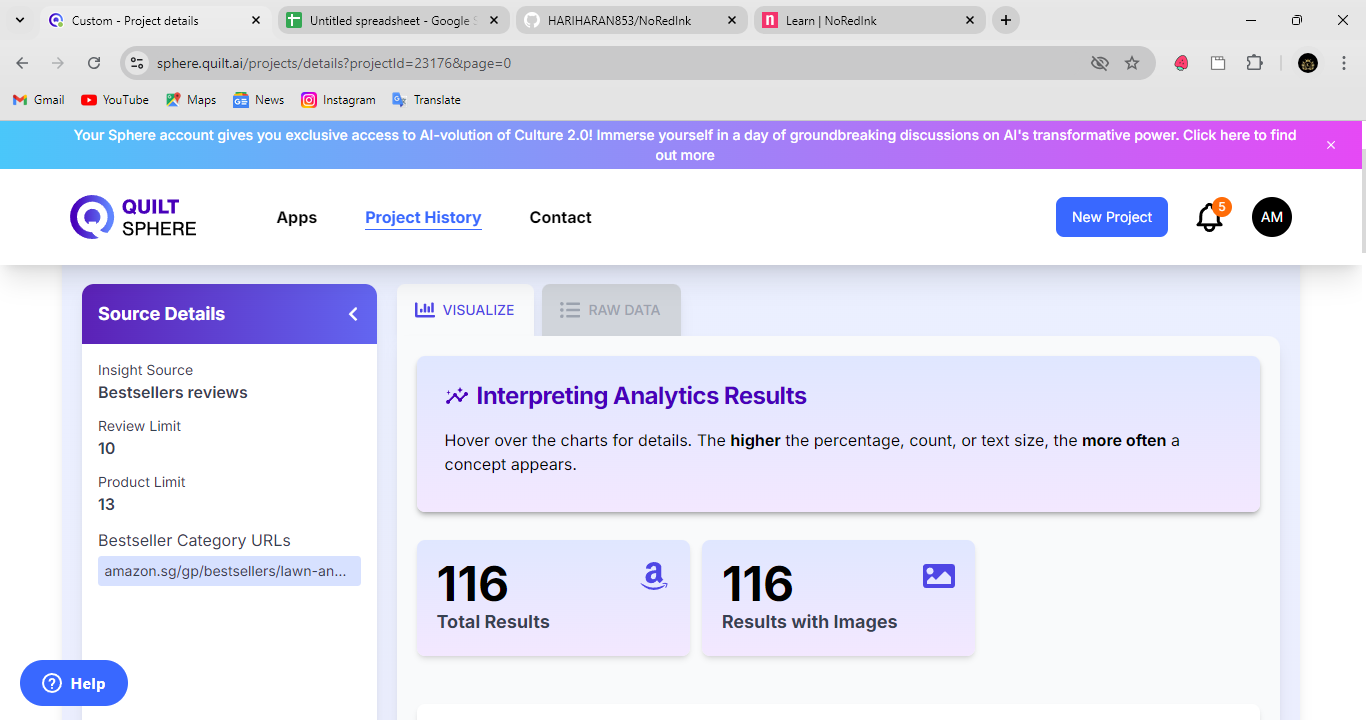 Custom - Project details
Untitled spreadsheet - Google S
HARIHARAN853/NoRedInk
n Learn | NoRedInk
sphere.quilt.ai/projects/details?projectId=23176&page=0
Gmail
YouTube
Maps
News
Instagram
Translate
Your Sphere account gives you exclusive access to AI-volution of Culture 2.0! Immerse yourself in a day of groundbreaking discussions on AI's transformative power. Click here to find
out more
QUILT
SPHERE
Apps
Project History
Contact
New Project
5
AM
Source Details
VISUALIZE
RAW DATA
Insight Source
Bestsellers reviews
Review Limit
10
Product Limit
13
Bestseller Category URLs
amazon.sg/gp/bestsellers/lawn-an...
Interpreting Analytics Results
Hover over the charts for details. The higher the percentage, count, or text size, the more often a
concept appears.
116
Total Results
116
Results with Images
Help